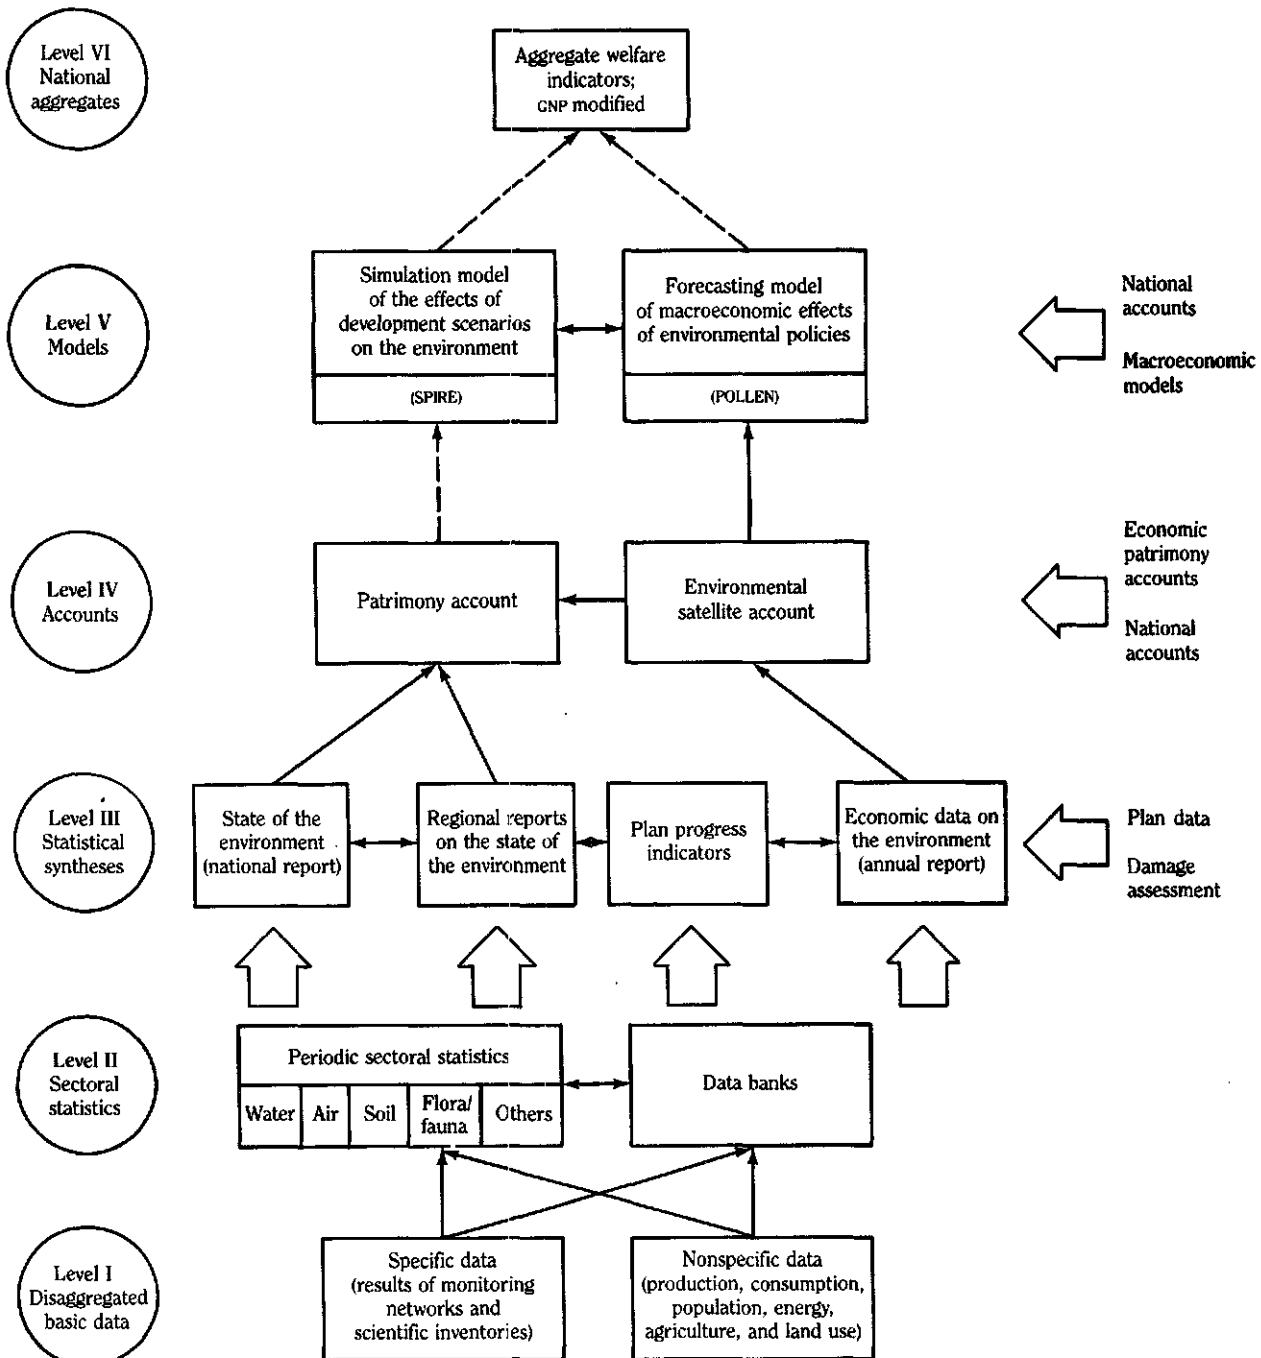 Level VI
National
aggregates
Aggregate welfare
indicators;
GNP modified
Level V
Models
Simulation model
of the effects of
development scenarios
on the environment
(SPIRE)
Forecasting model
of macroeconomic effects
of environmental policies
(POLLEN)
National
accounts
Macroeconomic
models
Level IV
Accounts
Patrimony account
Environmental
satellite account
Economic
patrimony
accounts
National
accounts
Level III
Statistical
syntheses
State of the
environment
(national report)
Regional reports
on the state of
the environment
Plan progress
indicators
Economic data on
the environment
(annual report)
Plan data
Damage
assessment
Level II
Sectoral
statistics
Periodic sectoral statistics
Water
Air
Soil
Flora/
fauna
Others
Data banks
Level I
Disaggregated
basic data
Specific data
(results of monitoring
networks and
scientific inventories)
Nonspecific data
(production, consumption,
population, energy,
agriculture, and land use)